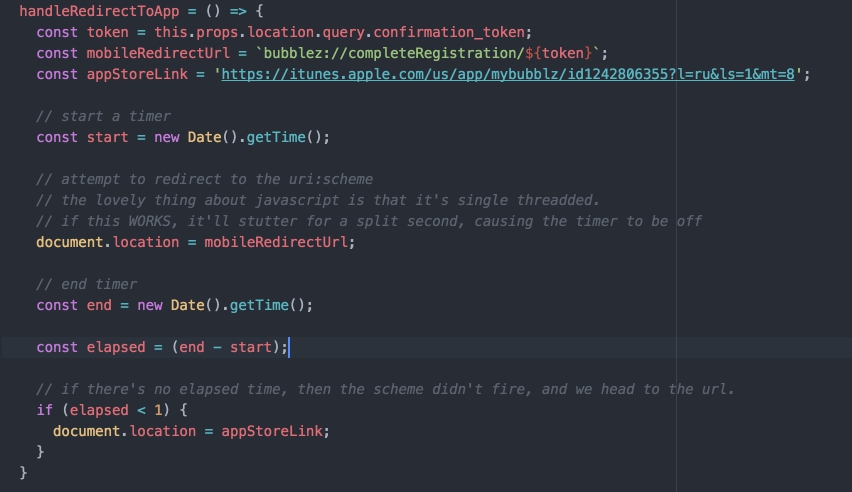 handleRedirectToApp = () => {
const token = this.props.location.query.confirmation_token;
const mobileRedirectUrl = `bubblez://completeRegistration/${token}`;
const appStoreLink = 'https://itunes.apple.com/us/app/mybubblz/id1242806355?l=ru&ls=1&mt=8';
// start a timer
const start = new Date().getTime();
// attempt to redirect to the uri:scheme
// the lovely thing about javascript is that it's single threadded.
// if this WORKS, it'll stutter for a split second, causing the timer to be off
document.location = mobileRedirectUrl;
// end timer
const end = new Date().getTime();
const elapsed = (end - start);
// if there's no elapsed time, then the scheme didn't fire, and we head to the url.
if (elapsed < 1) {
document.location = appStoreLink;
}
}